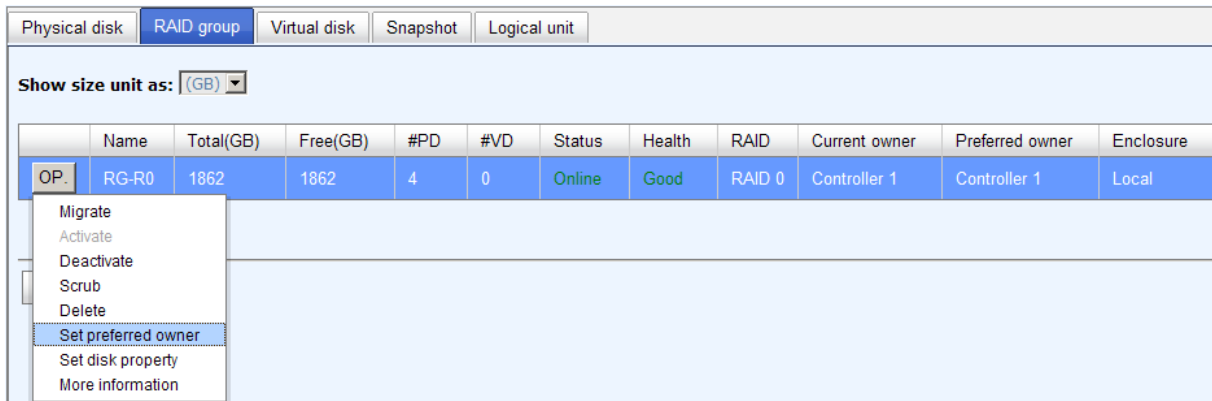 Physical disk RAID group Virtual disk Snapshot Logical unit
Show size unit as: (GB)
Name Total(GB) Free(GB) #PD #VD Status Health RAID Current owner Preferred owner Enclosure
OP. RG-R0 1862 1862 4 0 Online Good RAID 0 Controller 1 Controller 1 Local
Migrate
Activate
Deactivate
Scrub
Delete
Set preferred owner
Set disk property
More information